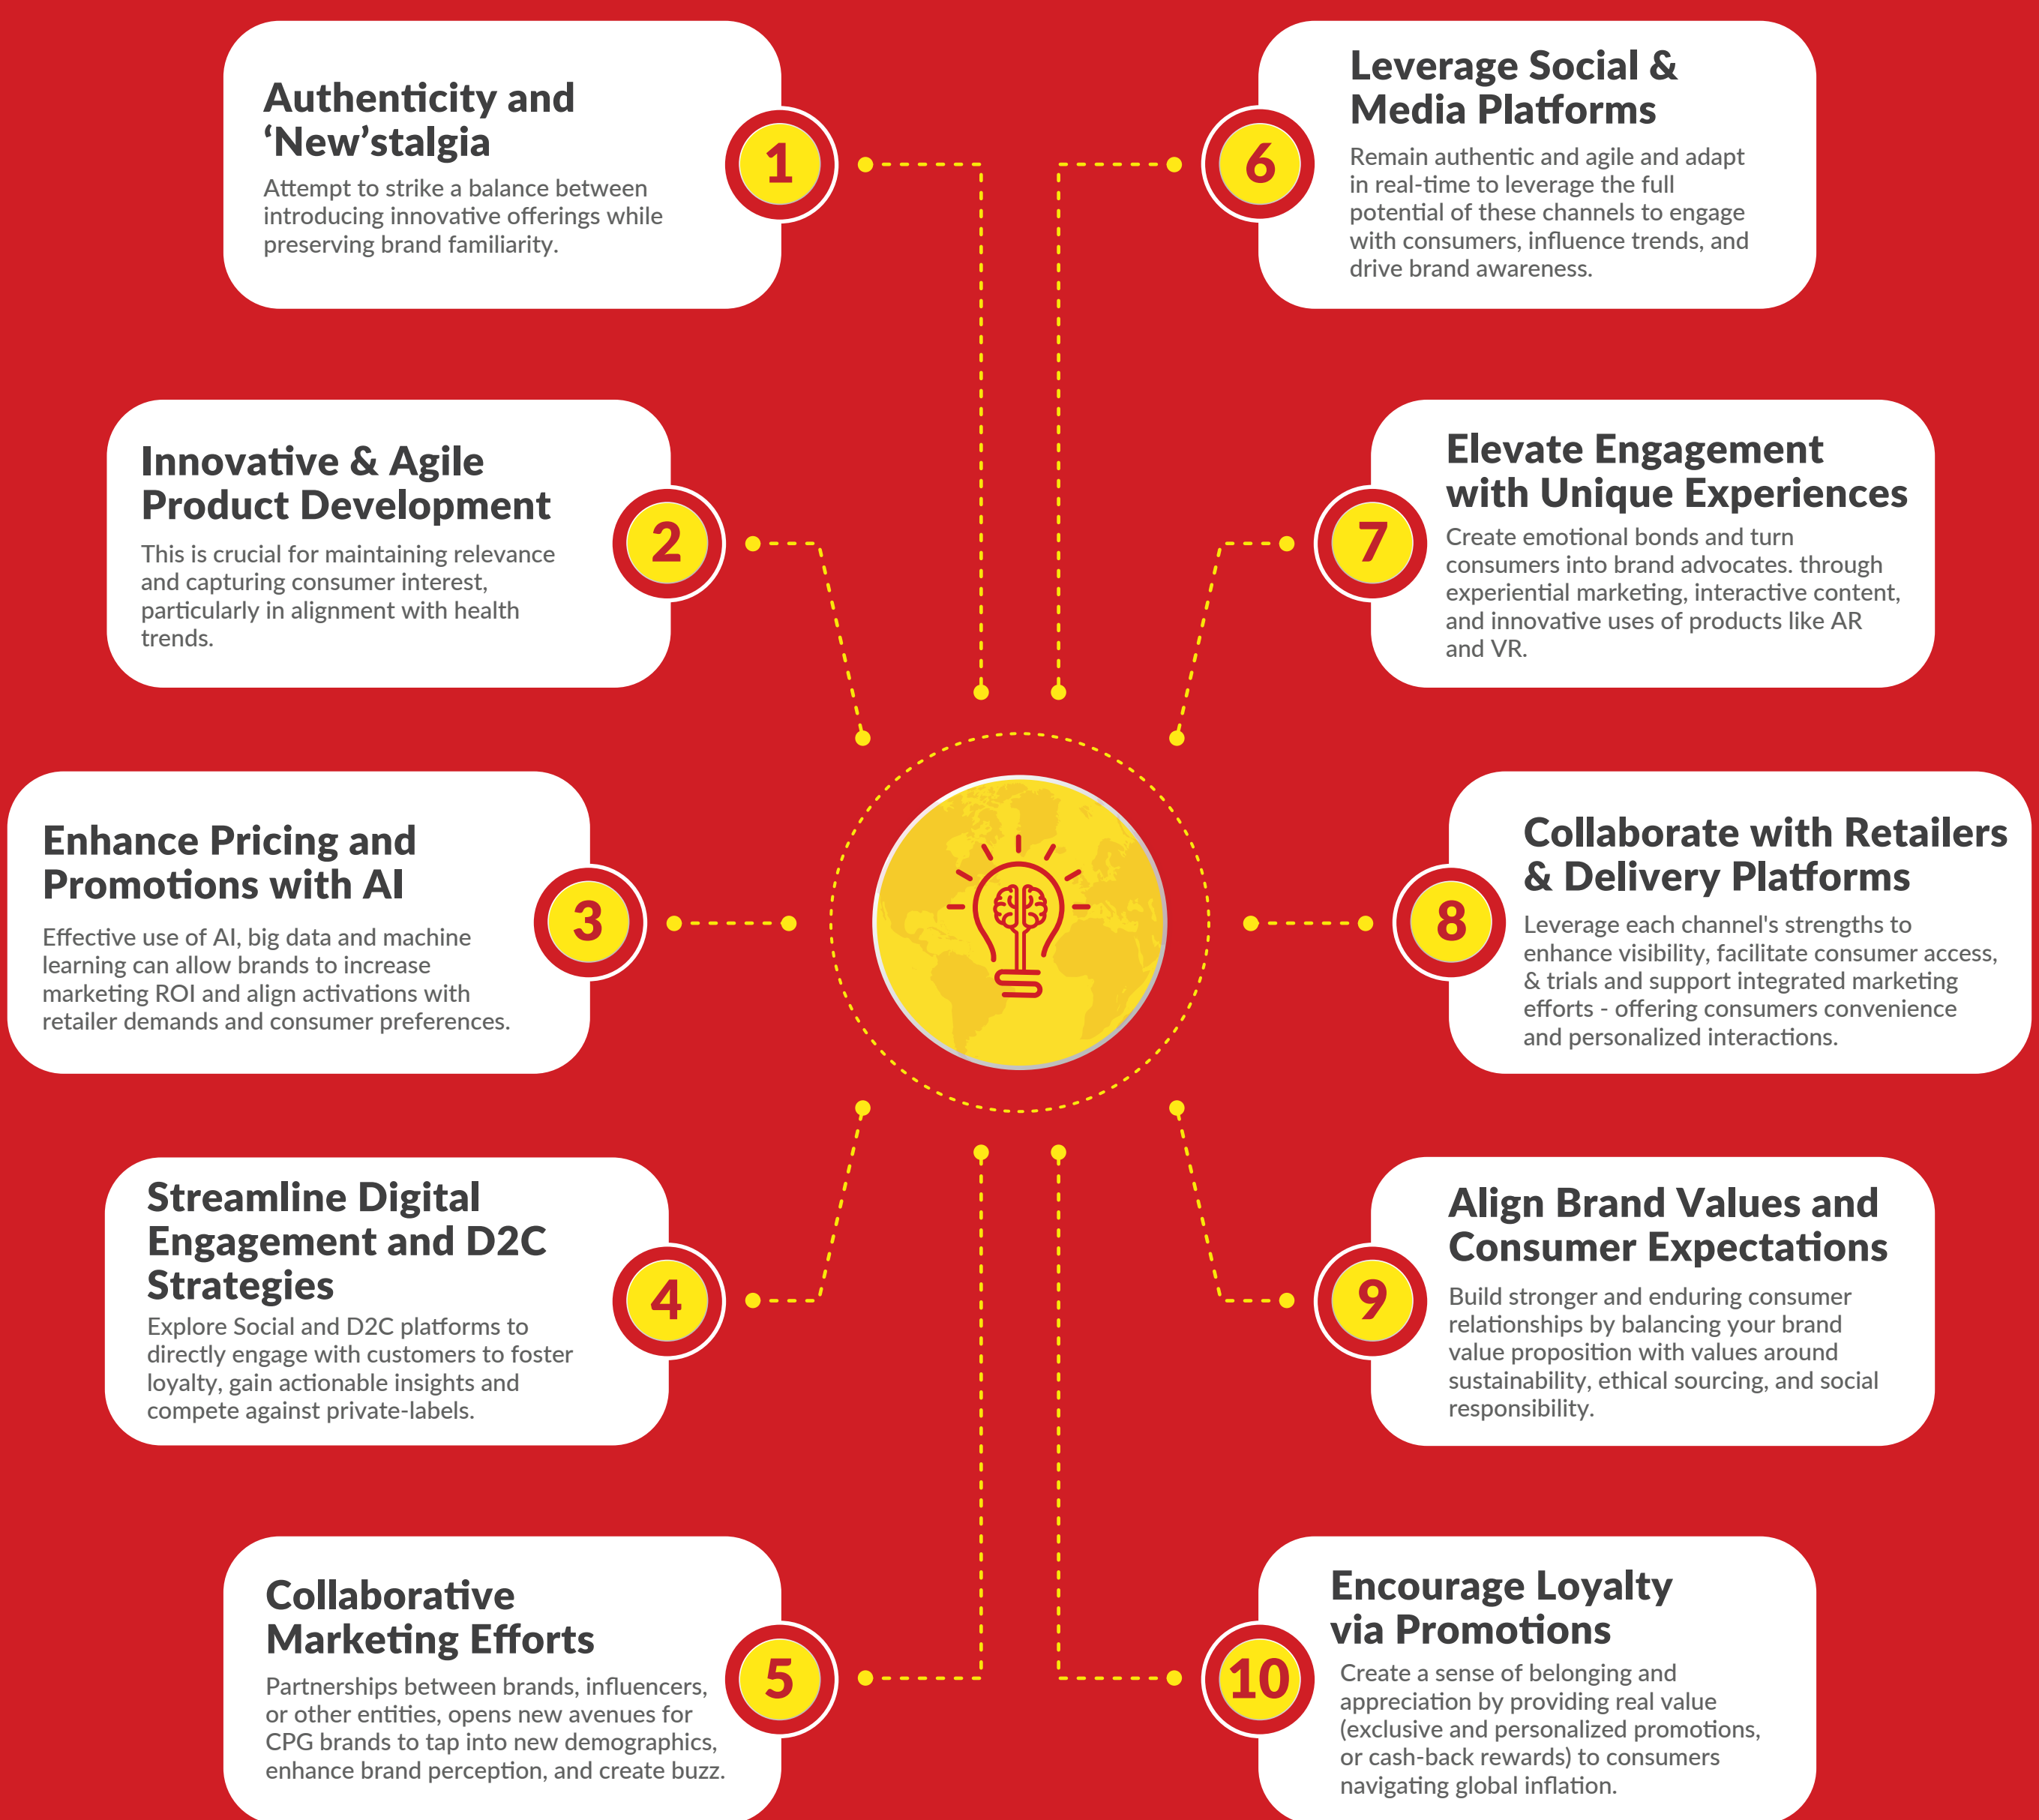 Authenticity and
‘New’stalgia
Attempt to strike a balance between
introducing innovative offerings while
preserving brand familiarity.
1
Innovative & Agile
Product Development
This is crucial for maintaining relevance
and capturing consumer interest,
particularly in alignment with health
trends.
2
Enhance Pricing and
Promotions with AI
Effective use of AI, big data and machine
learning can allow brands to increase
marketing ROI and align activations with
retailer demands and consumer preferences.
3
Streamline Digital
Engagement and D2C
Strategies
Explore Social and D2C platforms to
directly engage with customers to foster
loyalty, gain actionable insights and
compete against private-labels.
4
Collaborative
Marketing Efforts
Partnerships between brands, influencers,
or other entities, opens new avenues for
CPG brands to tap into new demographics,
enhance brand perception, and create buzz.
5
Leverage Social &
Media Platforms
Remain authentic and agile and adapt
in real-time to leverage the full
potential of these channels to engage
with consumers, influence trends, and
drive brand awareness.
6
Elevate Engagement
with Unique Experiences
Create emotional bonds and turn
consumers into brand advocates. through
experiential marketing, interactive content,
and innovative uses of products like AR
and VR.
7
Collaborate with Retailers
& Delivery Platforms
Leverage each channel's strengths to
enhance visibility, facilitate consumer access,
& trials and support integrated marketing
efforts - offering consumers convenience
and personalized interactions.
8
Align Brand Values and
Consumer Expectations
Build stronger and enduring consumer
relationships by balancing your brand
value proposition with values around
sustainability, ethical sourcing, and social
responsibility.
9
Encourage Loyalty
via Promotions
Create a sense of belonging and
appreciation by providing real value
(exclusive and personalized promotions,
or cash-back rewards) to consumers
navigating global inflation.
10